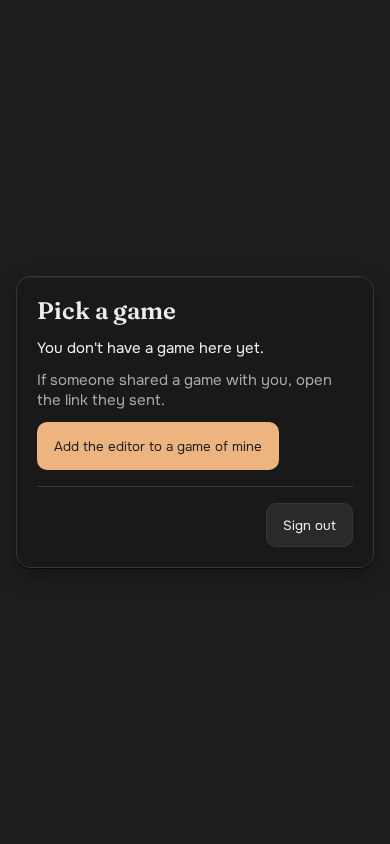 Pick a game
You don't have a game here yet.
If someone shared a game with you, open
the link they sent.
Add the editor to a game of mine
Sign out